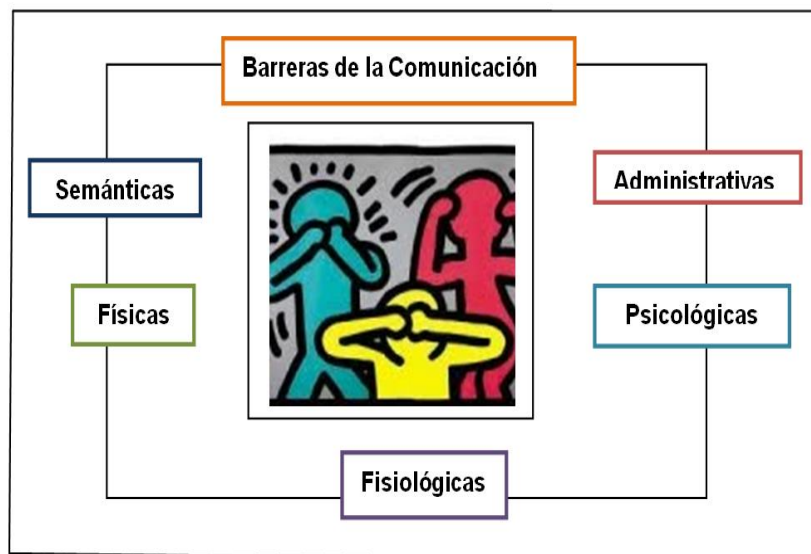 Barreras de la Comunicación
Semánticas
Administrativas
Físicas
Psicológicas
Fisiológicas